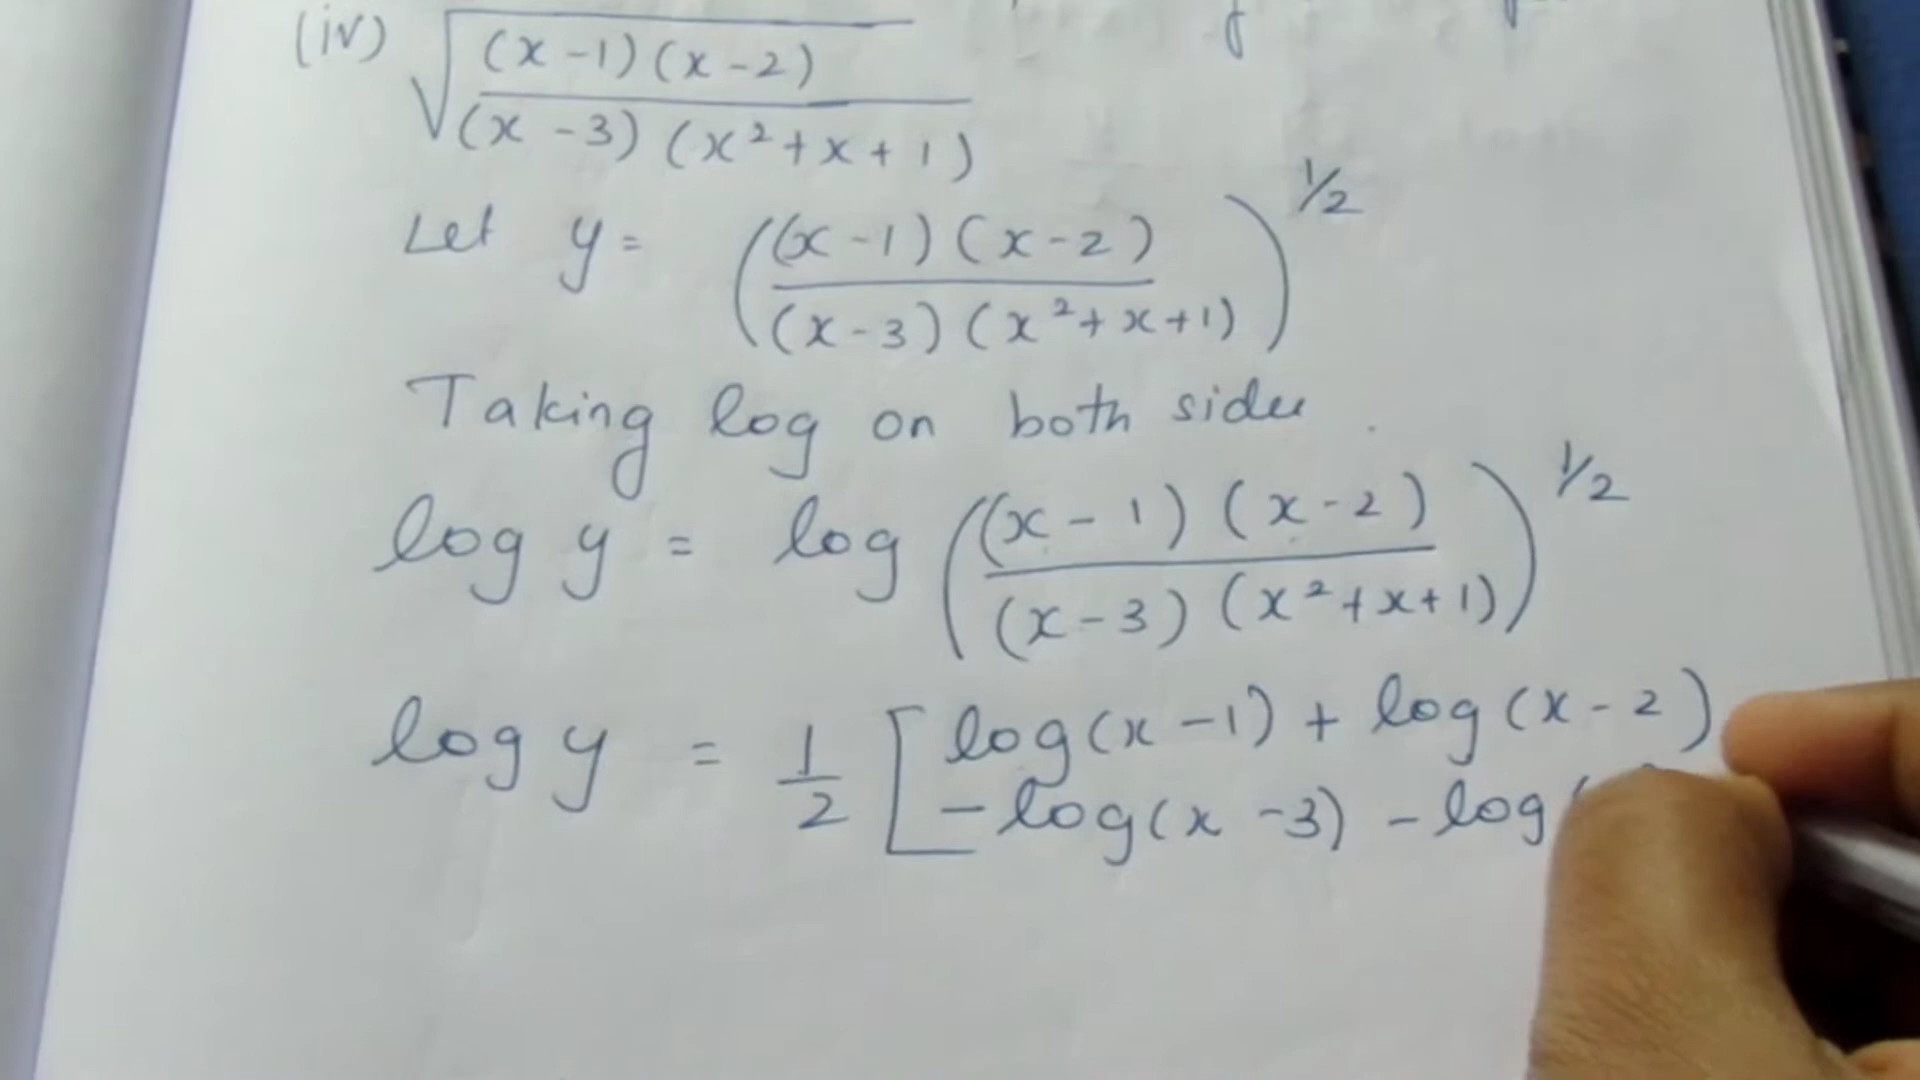 (iv) √((x-1)(x-2) / (x-3)(x²+x+1))
Let y = ((x-1)(x-2) / (x-3)(x²+x+1))^1/2
Taking log on both side
log y = log ((x-1)(x-2) / (x-3)(x²+x+1))^1/2
log y = 1/2 [log(x-1) + log(x-2)
-log(x-3) - log(